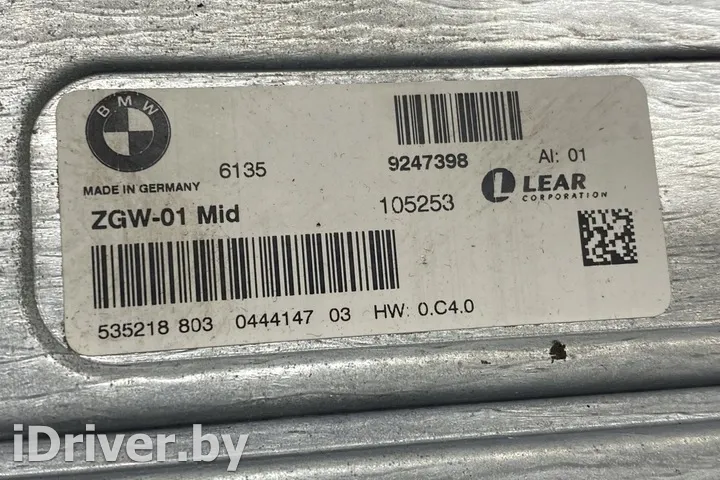 BMW
6135 9247398 AI: 01
MADE IN GERMANY
LEAR
CORPORATION
ZGW-01 Mid 105253
535218 803 0444147 03 HW: 0.C4.0
iDriver.by